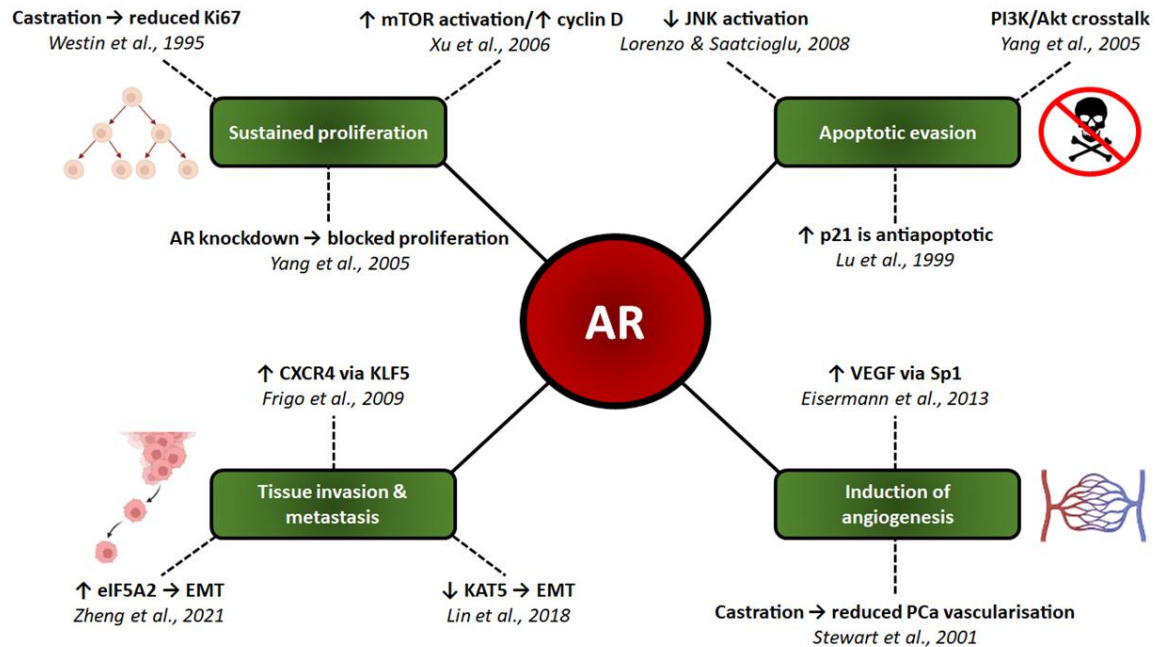 Castration → reduced Ki67
Westin et al., 1995
↑ mTOR activation/↑ cyclin D
Xu et al., 2006
↓ JNK activation
Lorenzo & Saatcioglu, 2008
PI3K/Akt crosstalk
Yang et al., 2005
Sustained proliferation
Apoptotic evasion
AR knockdown → blocked proliferation
Yang et al., 2005
↑ p21 is antiapoptotic
Lu et al., 1999
AR
↑ CXCR4 via KLF5
Frigo et al., 2009
↑ VEGF via Sp1
Eisermann et al., 2013
Tissue invasion &
metastasis
Induction of
angiogenesis
↑ eIF5A2 → EMT
Zheng et al., 2021
↓ KAT5 → EMT
Lin et al., 2018
Castration → reduced PCa vascularisation
Stewart et al., 2001